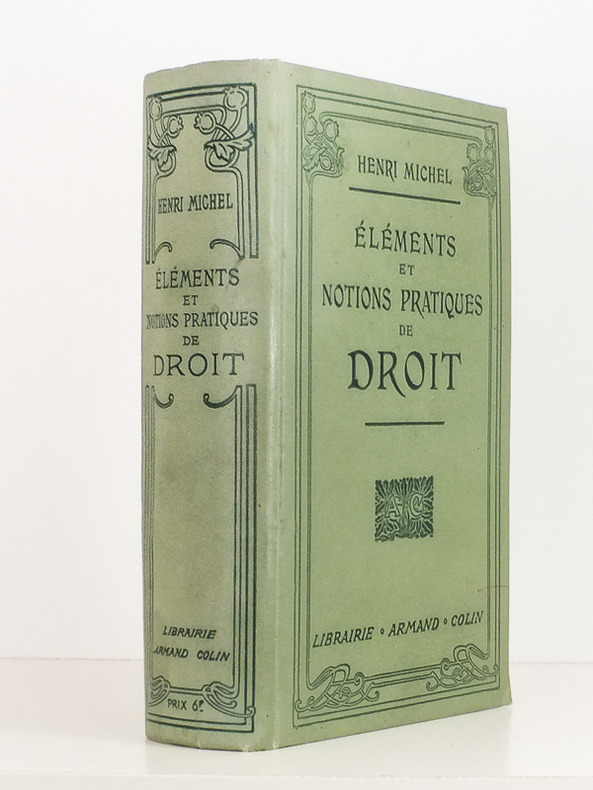 HENRI MICHEL
ÉLÉMENTS
ET
NOTIONS PRATIQUES
DE
DROIT
LIBRAIRIE
ARMAND COLIN
PRIX 6F
HENRI MICHEL
ÉLÉMENTS
ET
NOTIONS PRATIQUES
DE
DROIT
AC
LIBRAIRIE • ARMAND • COLIN